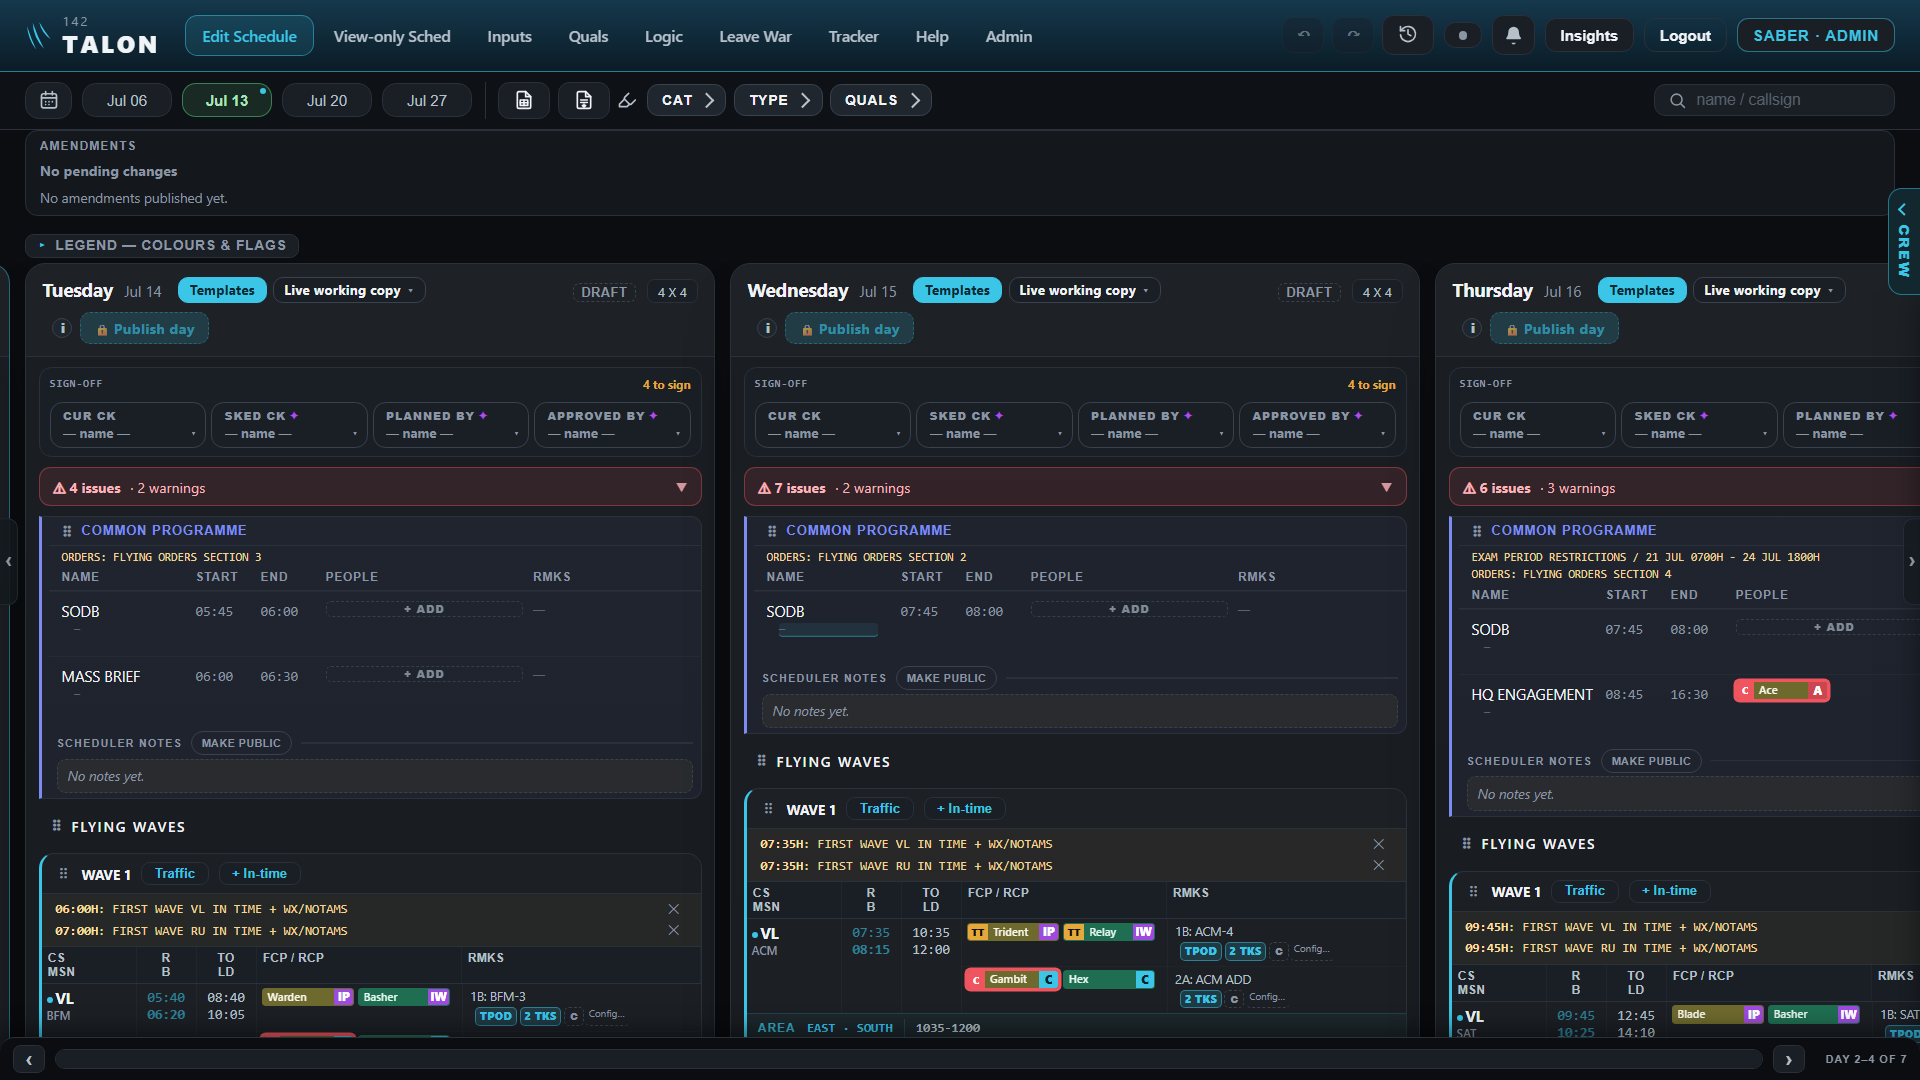 142
TALON
Edit Schedule
View-only Sched
Inputs
Quals
Logic
Leave War
Tracker
Help
Admin
Insights
Logout
SABER · ADMIN
Jul 06
Jul 13
Jul 20
Jul 27
CAT
TYPE
QUALS
name / callsign
AMENDMENTS
No pending changes
No amendments published yet.
CREW
LEGEND — COLOURS & FLAGS
Tuesday Jul 14
Templates
Live working copy
DRAFT
4 X 4
i
Publish day
SIGN-OFF
4 to sign
CUR CK
— name —
SKED CK
— name —
PLANNED BY
— name —
APPROVED BY
— name —
4 issues · 2 warnings
COMMON PROGRAMME
ORDERS: FLYING ORDERS SECTION 3
NAME START END PEOPLE RMKS
SODB 05:45 06:00 + ADD —
—
MASS BRIEF 06:00 06:30 + ADD —
—
SCHEDULER NOTES MAKE PUBLIC
No notes yet.
FLYING WAVES
WAVE 1 Traffic + In-time
06:00H: FIRST WAVE VL IN TIME + WX/NOTAMS
07:00H: FIRST WAVE RU IN TIME + WX/NOTAMS
CS R TO FCP / RCP RMKS
MSN B LD
VL 05:40 08:40 Warden IP Basher IW 1B: BFM-3
BFM 06:20 10:05 TPOD 2 TKS C Config...
Wednesday Jul 15
Templates
Live working copy
DRAFT
4 X 4
i
Publish day
SIGN-OFF
4 to sign
CUR CK
— name —
SKED CK
— name —
PLANNED BY
— name —
APPROVED BY
— name —
7 issues · 2 warnings
COMMON PROGRAMME
ORDERS: FLYING ORDERS SECTION 2
NAME START END PEOPLE RMKS
SODB 07:45 08:00 + ADD —
—
SCHEDULER NOTES MAKE PUBLIC
No notes yet.
FLYING WAVES
WAVE 1 Traffic + In-time
07:35H: FIRST WAVE VL IN TIME + WX/NOTAMS
07:35H: FIRST WAVE RU IN TIME + WX/NOTAMS
CS R TO FCP / RCP RMKS
MSN B LD
VL 07:35 10:35 TT Trident IP TT Relay IW 1B: ACM-4
ACM 08:15 12:00 TPOD 2 TKS C Config...
C Gambit C Hex C 2A: ACM ADD
2 TKS C Config...
AREA EAST · SOUTH 1035-1200
Thursday Jul 16
Templates
Live working copy
i
Publish day
SIGN-OFF
CUR CK
— name —
SKED CK
— name —
PLANNED BY
— name —
6 issues · 3 warnings
COMMON PROGRAMME
EXAM PERIOD RESTRICTIONS / 21 JUL 0700H - 24 JUL 1800H
ORDERS: FLYING ORDERS SECTION 4
NAME START END PEOPLE
SODB 07:45 08:00 + ADD
—
HQ ENGAGEMENT 08:45 16:30 C Ace A
—
SCHEDULER NOTES MAKE PUBLIC
No notes yet.
FLYING WAVES
WAVE 1 Traffic + In-time
09:45H: FIRST WAVE VL IN TIME + WX/NOTAMS
09:45H: FIRST WAVE RU IN TIME + WX/NOTAMS
CS R TO FCP / RCP RMKS
MSN B LD
VL 09:45 12:45 Blade IP Basher IW 1B: SAT
SAT 10:25 14:10 TPOD
DAY 2–4 OF 7